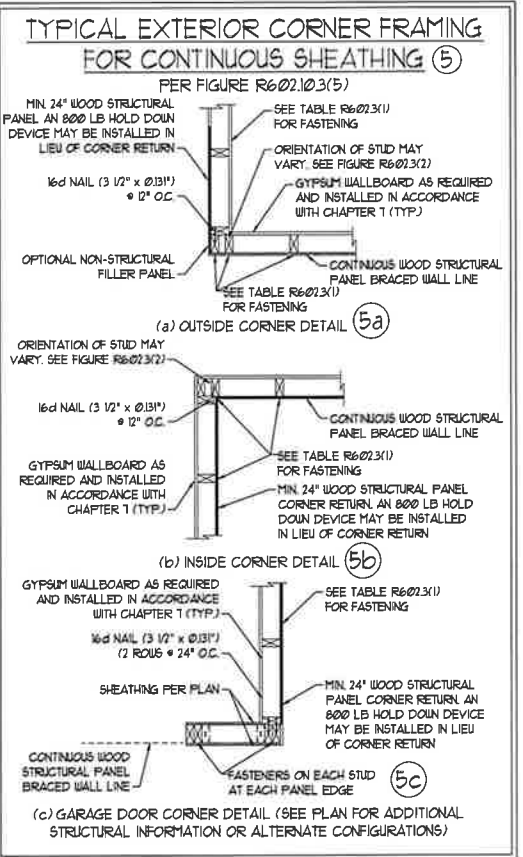 TYPICAL EXTERIOR CORNER FRAMING
FOR CONTINUOUS SHEATHING 5
PER FIGURE R602.10.3(5)
MIN. 24" WOOD STRUCTURAL
PANEL AN 800 LB HOLD DOWN
DEVICE MAY BE INSTALLED IN
LIEU OF CORNER RETURN
16d NAIL (3 1/2" x 0.131")
@ 12" O.C.
OPTIONAL NON-STRUCTURAL
FILLER PANEL
SEE TABLE R602.3(1)
FOR FASTENING
ORIENTATION OF STUD MAY
VARY. SEE FIGURE R602.3(2)
GYPSUM WALLBOARD AS REQUIRED
AND INSTALLED IN ACCORDANCE
WITH CHAPTER 7 (TYP.)
CONTINUOUS WOOD STRUCTURAL
PANEL BRACED WALL LINE
SEE TABLE R602.3(1)
FOR FASTENING
(a) OUTSIDE CORNER DETAIL 5a
ORIENTATION OF STUD MAY
VARY. SEE FIGURE R602.3(2)
16d NAIL (3 1/2" x 0.131")
@ 12" O.C.
GYPSUM WALLBOARD AS
REQUIRED AND INSTALLED
IN ACCORDANCE WITH
CHAPTER 7 (TYP.)
CONTINUOUS WOOD STRUCTURAL
PANEL BRACED WALL LINE
SEE TABLE R602.3(1)
FOR FASTENING
MIN. 24" WOOD STRUCTURAL PANEL
CORNER RETURN. AN 800 LB HOLD
DOWN DEVICE MAY BE INSTALLED
IN LIEU OF CORNER RETURN
(b) INSIDE CORNER DETAIL 5b
GYPSUM WALLBOARD AS REQUIRED
AND INSTALLED IN ACCORDANCE
WITH CHAPTER 7 (TYP.)
16d NAIL (3 1/2" x 0.131")
(2 ROWS @ 24" O.C.
SHEATHING PER PLAN
CONTINUOUS WOOD
STRUCTURAL PANEL
BRACED WALL LINE
SEE TABLE R602.3(1)
FOR FASTENING
MIN. 24" WOOD STRUCTURAL
PANEL CORNER RETURN. AN
800 LB HOLD DOWN DEVICE
MAY BE INSTALLED IN LIEU
OF CORNER RETURN
FASTENERS ON EACH STUD
AT EACH PANEL EDGE
5c
(c) GARAGE DOOR CORNER DETAIL (SEE PLAN FOR ADDITIONAL
STRUCTURAL INFORMATION OR ALTERNATE CONFIGURATIONS)